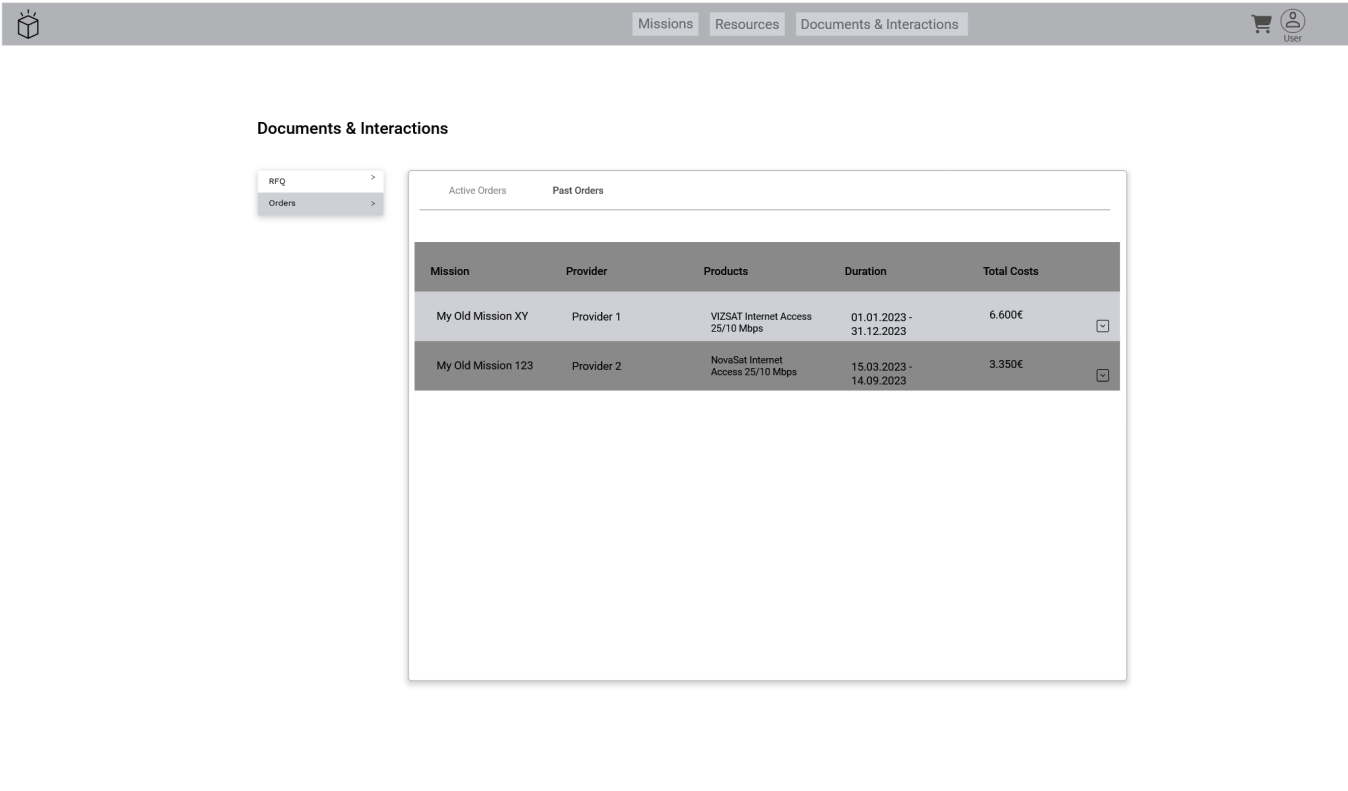 Missions Resources Documents & Interactions
User
Documents & Interactions
RFQ >
Orders >
Active Orders Past Orders
Mission Provider Products Duration Total Costs
My Old Mission XY Provider 1 VIZSAT Internet Access 01.01.2023 - 6.600€
25/10 Mbps 31.12.2023
My Old Mission 123 Provider 2 NovaSat Internet 15.03.2023 - 3.350€
Access 25/10 Mbps 14.09.2023